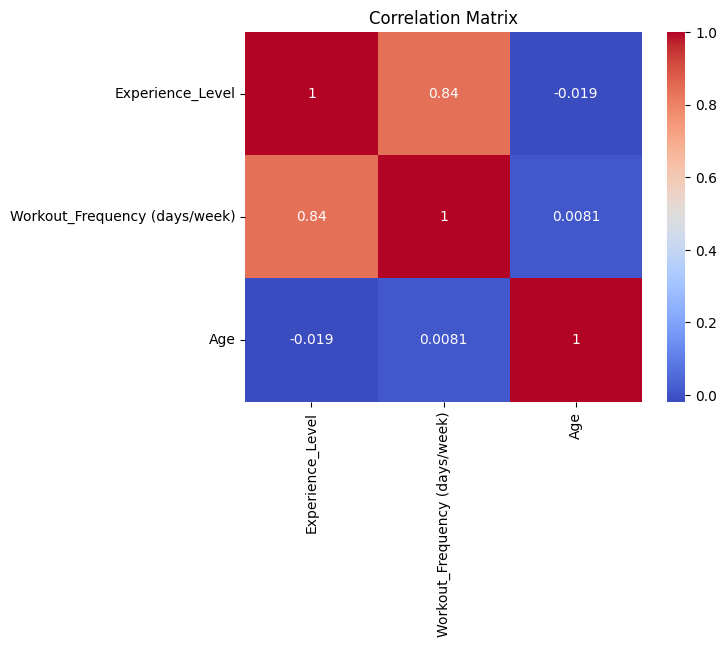 Correlation Matrix
Experience_Level
1
0.84
-0.019
Workout_Frequency (days/week)
0.84
1
0.0081
Age
-0.019
0.0081
1
Experience_Level
Workout_Frequency (days/week)
Age
1.0
0.8
0.6
0.4
0.2
0.0